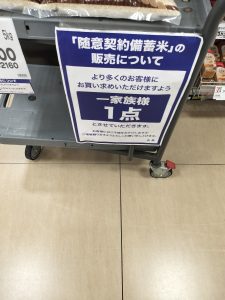 「随意契約備蓄米」の
販売について
より多くのお客様に
お買い求めいただけますよう
一家族様
1点
とさせていただきます。
00
2160